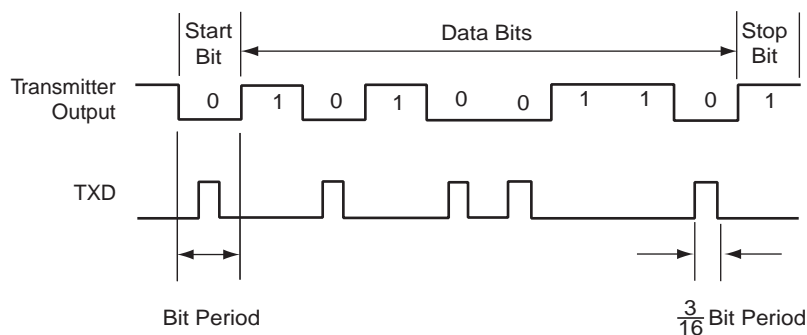 Start
Bit
Data Bits
Stop
Bit
Transmitter
Output
0 1 0 1 0 0 1 1 0 1
TXD
Bit Period
3
16 Bit Period